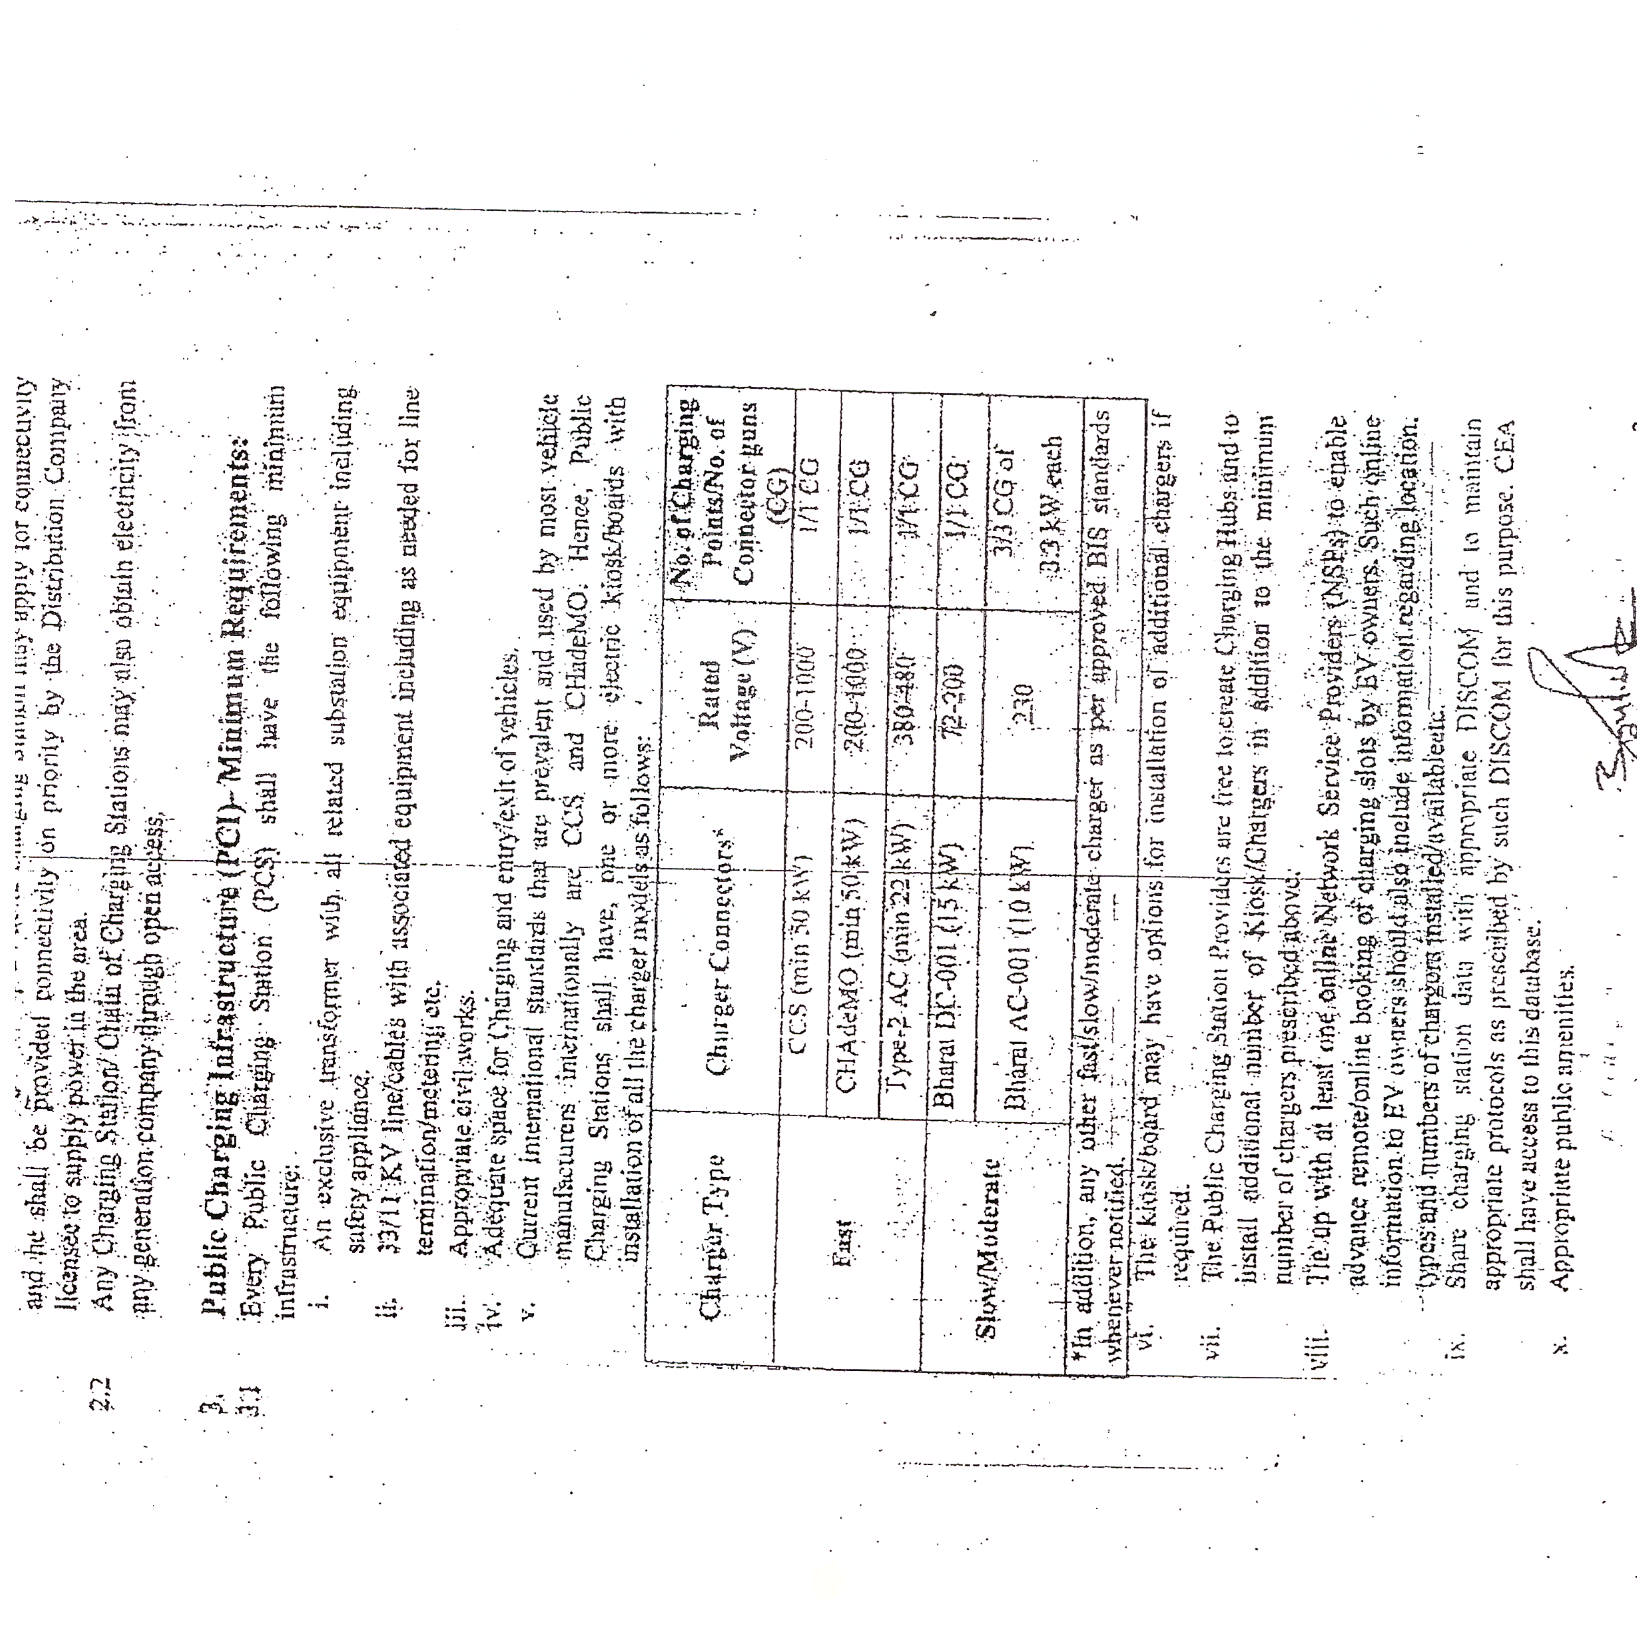 and he shall be provided connectivity on priority by the Distribution Company
licensed to supply power in the area.
2.2 Any Charging Station/ Chain of Charging Stations may also obtain electricity from
any generation company through open access.
3. Public Charging Infrastructure (PCI)- Minimum Requirements:
3.1 Every Public Charging Station (PCS) shall have the following minimum
infrastructure:
i. An exclusive transformer with all related substation equipment including
safety appliance.
ii. 33/11 KV line/cables with associated equipment including as needed for line
termination/metering etc.
iii. Appropriate civil works.
iv. Adequate space for Charging and entry/exit of vehicles.
v. Current international standards that are prevalent and used by most vehicle
manufacturers internationally are CCS and CHadeMO. Hence, Public
Charging Stations shall have, one or more electric kiosk/boards with
installation of all the charger models as follows:
Charger Type Charger Connectors* Rated Voltage (V) No. of Charging Points/No. of Connector guns (CG)
Fast CCS (min 50 kW) 200-1000 1/1 CG
CHAdeMO (min 50 kW) 200-1000 1/1 CG
Type-2 AC (min 22 kW) 380-480 1/1 CG
Slow/Moderate Bharat DC-001 (15 kW) 72-200 1/1 CG
Bharat AC-001 (10 kW) 230 3/3 CG of 3.3 kW each
*In addition, any other fast/slow/moderate charger as per approved BIS standards
whenever notified.
vi. The kiosk/board may have options for installation of additional chargers if
required.
vii. The Public Charging Station Providers are free to create Charging Hubs and to
install additional number of Kiosk/Chargers in addition to the minimum
number of chargers prescribed above.
viii. Tie up with at least one online Network Service Providers (NSPs) to enable
advance remote/online booking of charging slots by EV owners. Such online
information to EV owners should also include information regarding location,
types and numbers of chargers installed/available etc.
ix. Share charging station data with appropriate DISCOM and to maintain
appropriate protocols as prescribed by such DISCOM for this purpose. CEA
shall have access to this database.
x. Appropriate public amenities.